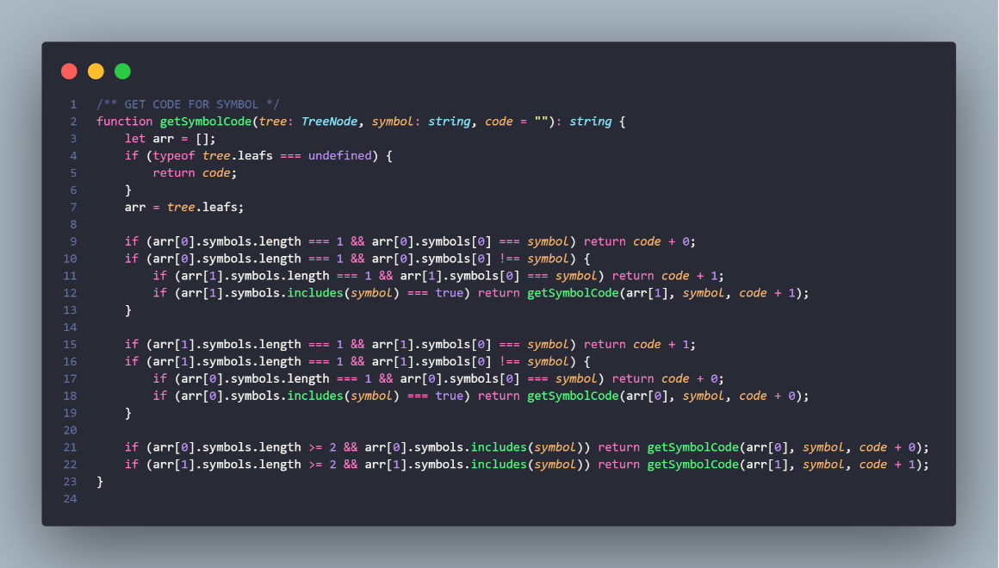 1 /** GET CODE FOR SYMBOL */
2 function getSymbolCode(tree: TreeNode, symbol: string, code = ""): string {
3     let arr = [];
4     if (typeof tree.leafs === undefined) {
5         return code;
6     }
7     arr = tree.leafs;
8
9     if (arr[0].symbols.length === 1 && arr[0].symbols[0] === symbol) return code + 0;
10     if (arr[0].symbols.length === 1 && arr[0].symbols[0] !== symbol) {
11         if (arr[1].symbols.length === 1 && arr[1].symbols[0] === symbol) return code + 1;
12         if (arr[1].symbols.includes(symbol) === true) return getSymbolCode(arr[1], symbol, code + 1);
13     }
14
15     if (arr[1].symbols.length === 1 && arr[1].symbols[0] === symbol) return code + 1;
16     if (arr[1].symbols.length === 1 && arr[1].symbols[0] !== symbol) {
17         if (arr[0].symbols.length === 1 && arr[0].symbols[0] === symbol) return code + 0;
18         if (arr[0].symbols.includes(symbol) === true) return getSymbolCode(arr[0], symbol, code + 0);
19     }
20
21     if (arr[0].symbols.length >= 2 && arr[0].symbols.includes(symbol)) return getSymbolCode(arr[0], symbol, code + 0);
22     if (arr[1].symbols.length >= 2 && arr[1].symbols.includes(symbol)) return getSymbolCode(arr[1], symbol, code + 1);
23 }
24